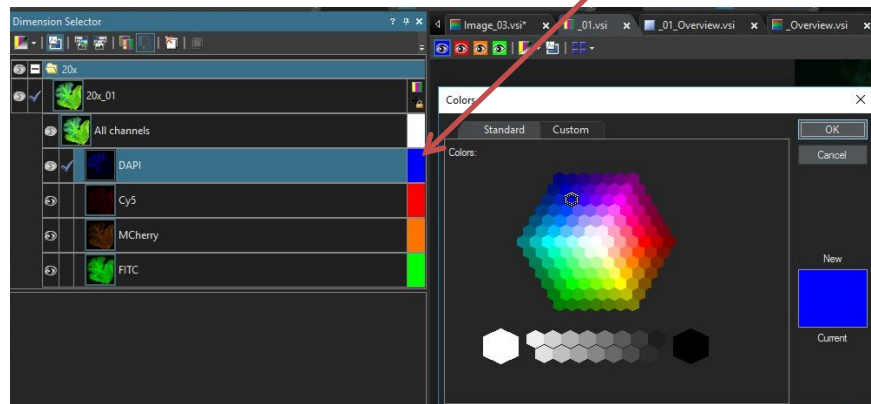 Dimension Selector
Image_03.vsi*
_01.vsi
_01_Overview.vsi
_Overview.vsi
20x
20x_01
All channels
DAPI
Cy5
MCherry
FITC
Colors
Standard
Custom
OK
Cancel
Colors:
New
Current